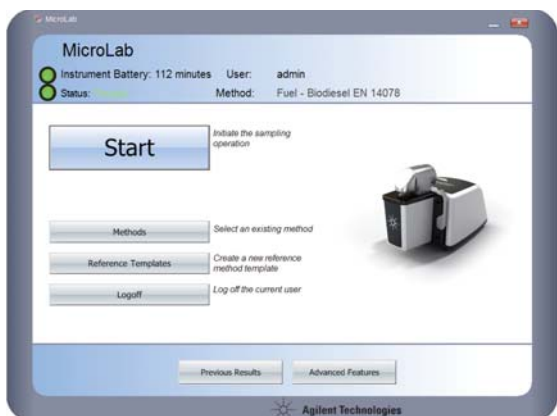 MicroLab
MicroLab
Instrument Battery: 112 minutes User: admin
Status: Method: Fuel - Biodiesel EN 14078
Start
Initiate the sampling
operation
Methods
Select an existing method
Reference Templates
Create a new reference
method template
Logoff
Log off the current user
Previous Results Advanced Features
Agilent Technologies